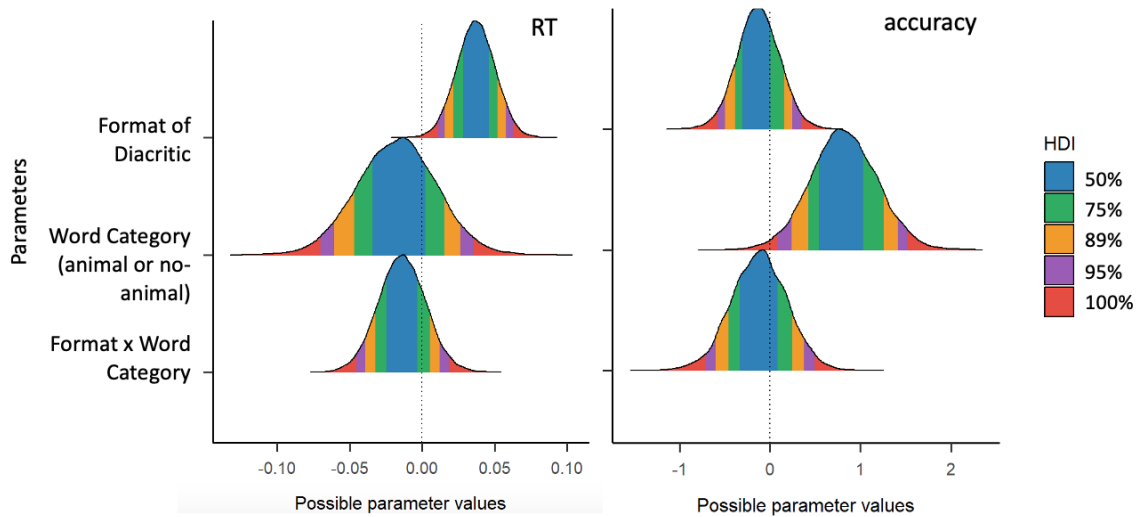 RT
accuracy
Parameters
Format of
Diacritic
Word Category
(animal or no-
animal)
Format x Word
Category
-0.10
-0.05
0.00
0.05
0.10
Possible parameter values
-1
0
1
2
Possible parameter values
HDI
50%
75%
89%
95%
100%